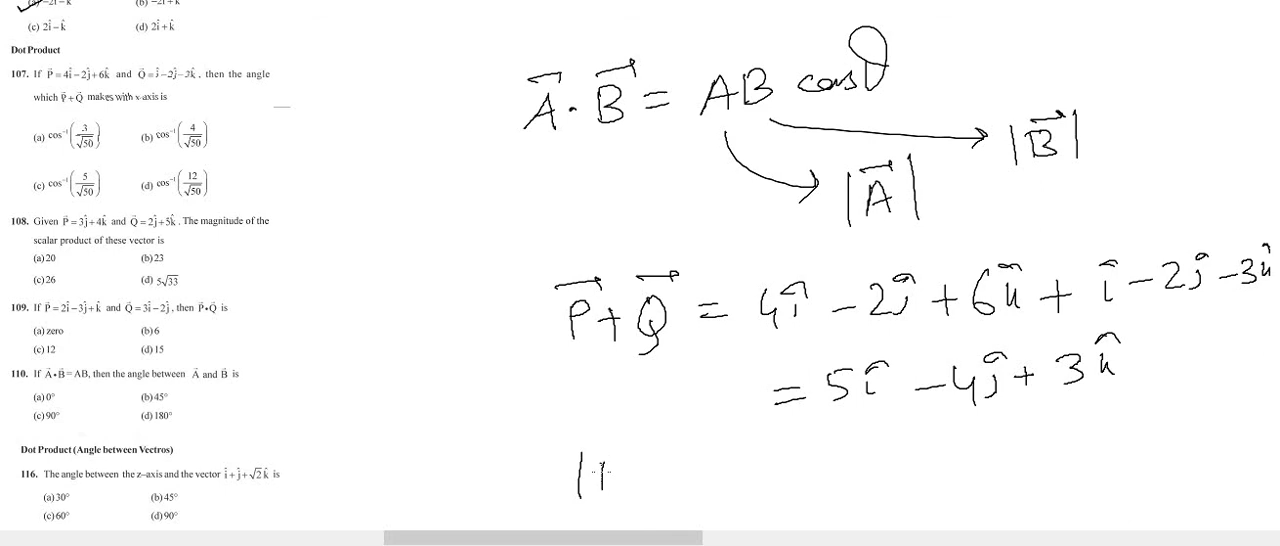 (b) −2î + k̂
(c) 2î − k̂ (d) 2î + k̂
Dot Product
107. If P⃗ = 4î − 2ĵ + 6k̂ and Q⃗ = î − 2ĵ − 3k̂, then the angle
which P⃗ + Q⃗ makes with x-axis is
(a) cos⁻¹(3/√50) (b) cos⁻¹(4/√50)
(c) cos⁻¹(5/√50) (d) cos⁻¹(12/√50)
108. Given P⃗ = 3ĵ + 4k̂ and Q⃗ = 2ĵ + 5k̂. The magnitude of the
scalar product of these vector is
(a) 20 (b) 23
(c) 26 (d) 5√33
109. If P⃗ = 2î − 3ĵ + k̂ and Q⃗ = 3î − 2ĵ, then P⃗•Q⃗ is
(a) zero (b) 6
(c) 12 (d) 15
110. If A⃗•B⃗ = AB, then the angle between A⃗ and B⃗ is
(a) 0° (b) 45°
(c) 90° (d) 180°
Dot Product (Angle between Vectros)
116. The angle between the z–axis and the vector î + ĵ + √2k̂ is
(a) 30° (b) 45°
(c) 60° (d) 90°
A⃗ · B⃗ = AB cosθ
|B⃗|
|A⃗|
P⃗ + Q⃗ = 4î − 2ĵ + 6k̂ + î − 2ĵ − 3k̂
= 5î − 4ĵ + 3k̂